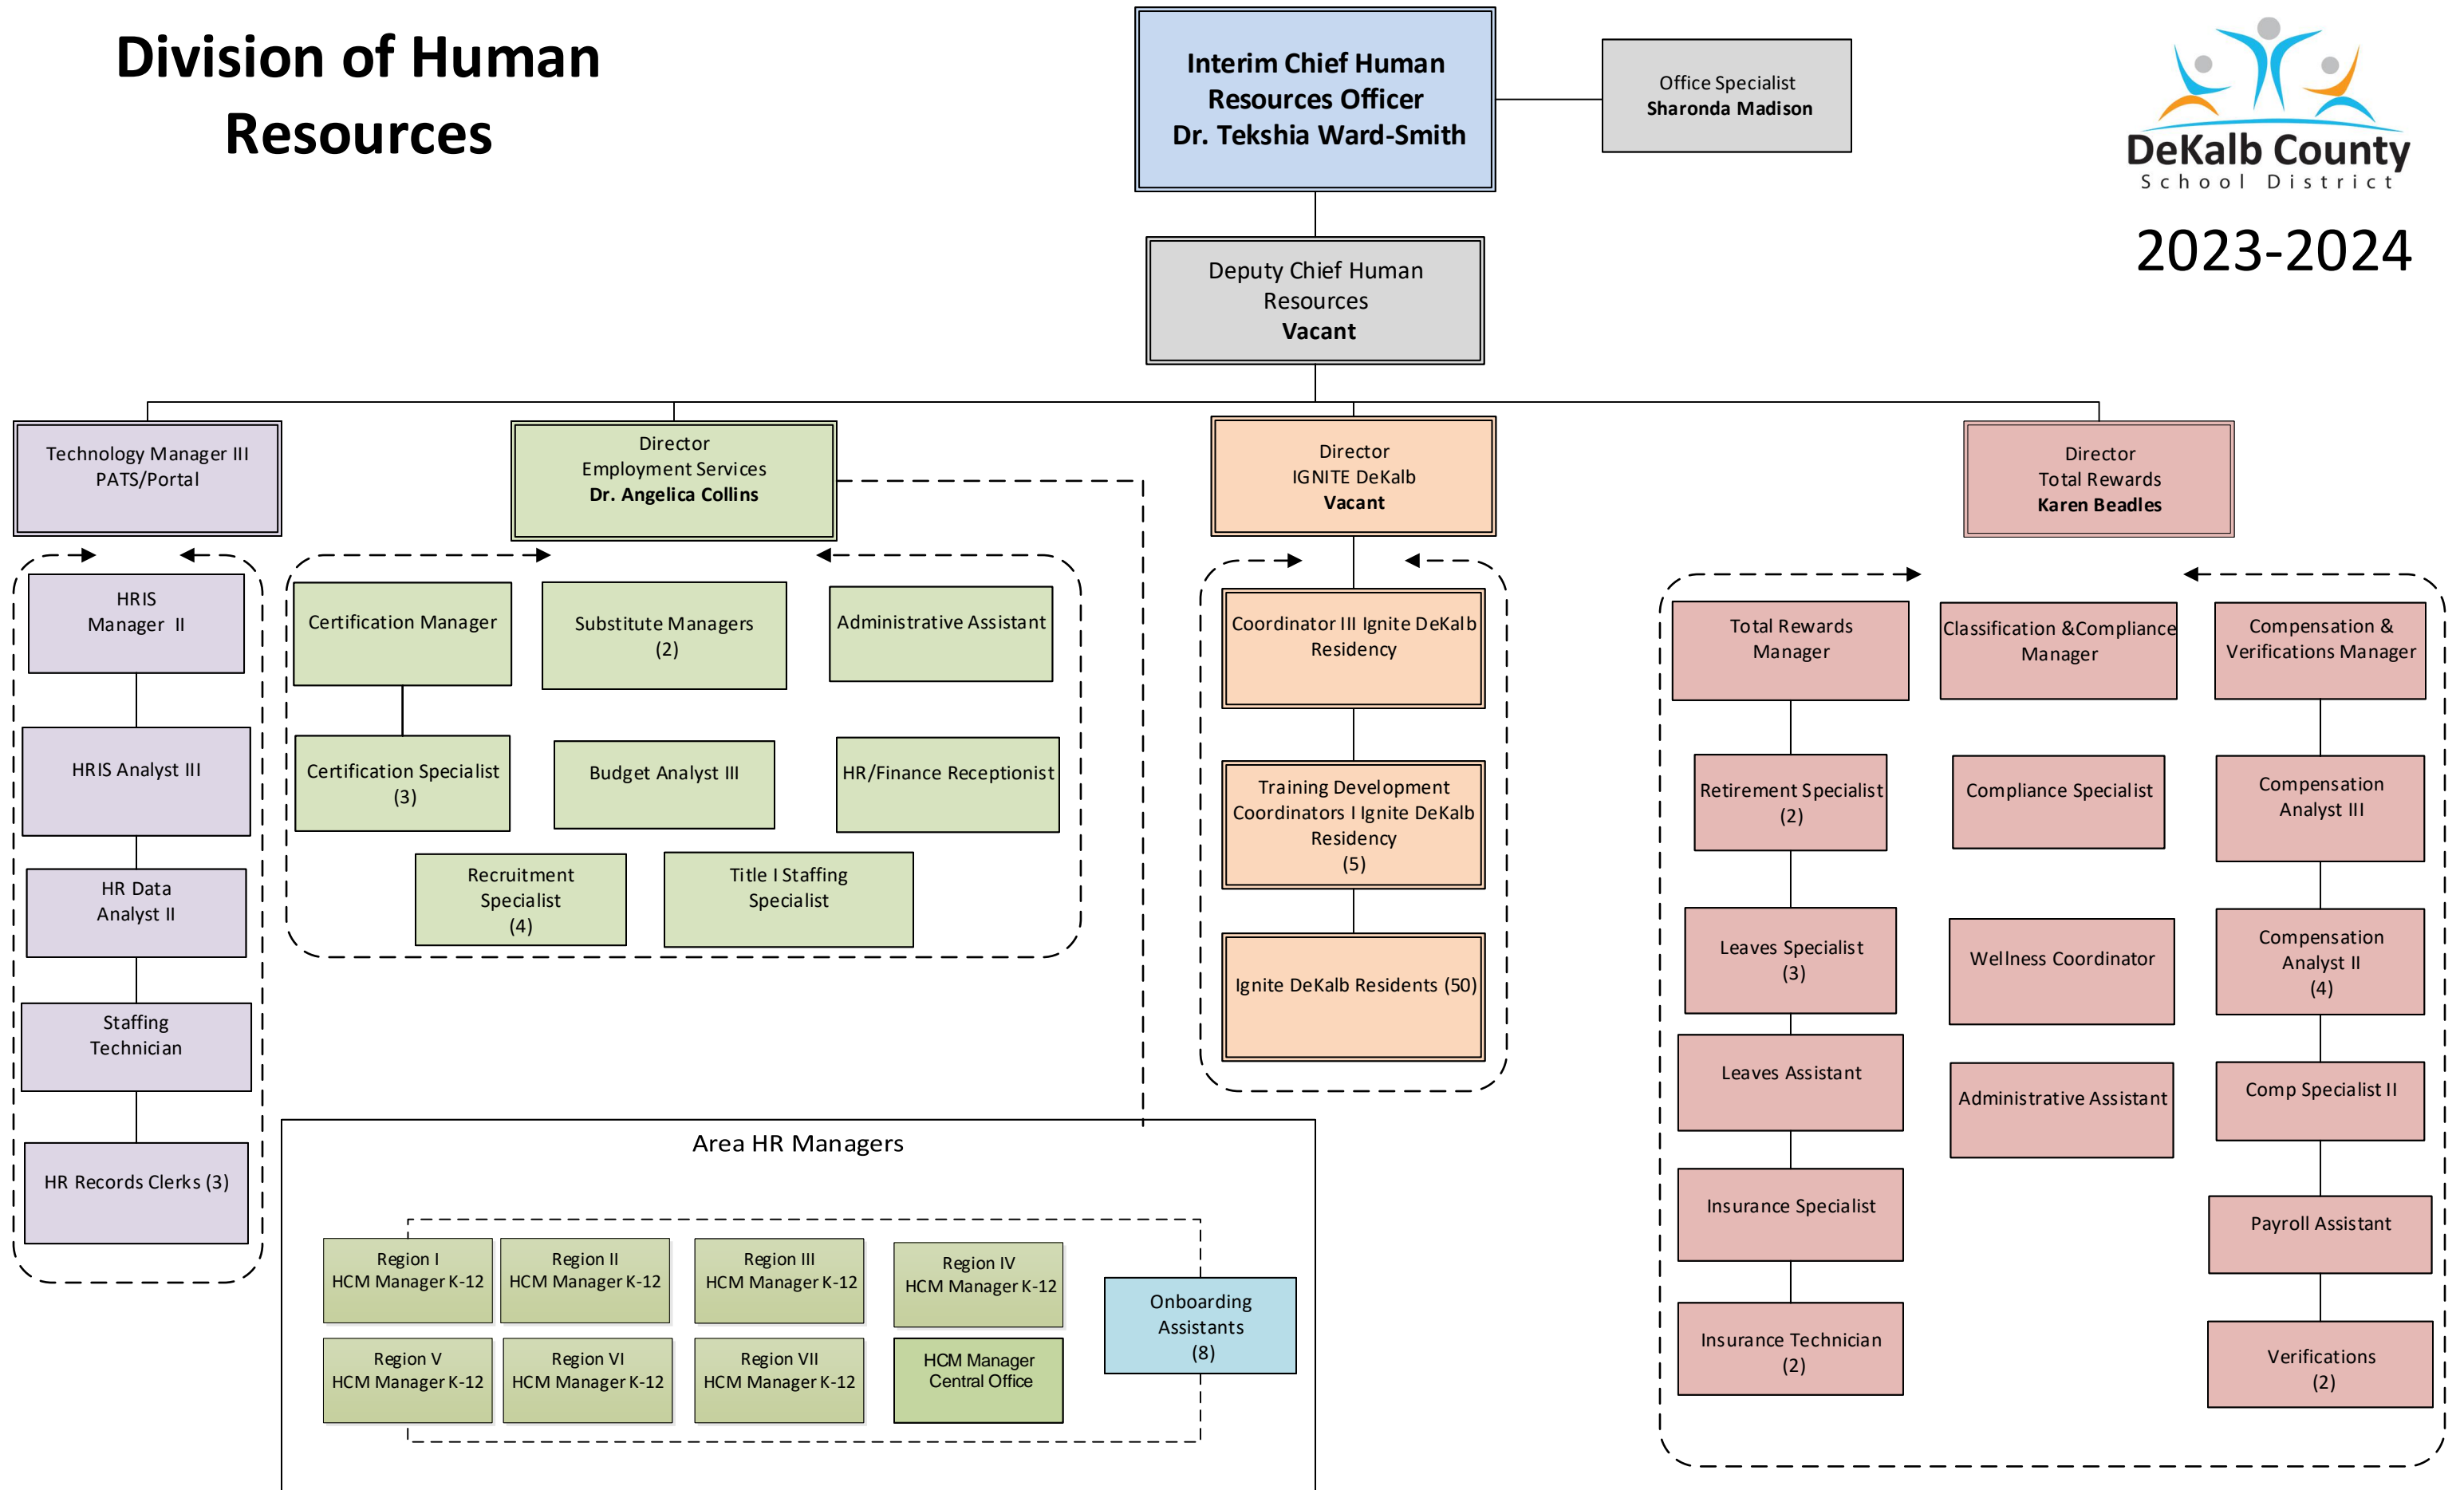 Division of Human
Resources
Interim Chief Human
Resources Officer
Dr. Tekshia Ward-Smith
Office Specialist
Sharonda Madison
DeKalb County
School District
2023-2024
Deputy Chief Human
Resources
Vacant
Technology Manager III
PATS/Portal
Director
Employment Services
Dr. Angelica Collins
Director
IGNITE DeKalb
Vacant
Director
Total Rewards
Karen Beadles
HRIS
Manager II
HRIS Analyst III
HR Data
Analyst II
Staffing
Technician
HR Records Clerks (3)
Certification Manager
Substitute Managers
(2)
Administrative Assistant
Certification Specialist
(3)
Budget Analyst III
HR/Finance Receptionist
Recruitment
Specialist
(4)
Title I Staffing
Specialist
Coordinator III Ignite DeKalb
Residency
Training Development
Coordinators I Ignite DeKalb
Residency
(5)
Ignite DeKalb Residents (50)
Total Rewards
Manager
Retirement Specialist
(2)
Leaves Specialist
(3)
Leaves Assistant
Insurance Specialist
Insurance Technician
(2)
Classification &Compliance
Manager
Compliance Specialist
Wellness Coordinator
Administrative Assistant
Compensation &
Verifications Manager
Compensation
Analyst III
Compensation
Analyst II
(4)
Comp Specialist II
Payroll Assistant
Verifications
(2)
Area HR Managers
Region I
HCM Manager K-12
Region II
HCM Manager K-12
Region III
HCM Manager K-12
Region IV
HCM Manager K-12
Region V
HCM Manager K-12
Region VI
HCM Manager K-12
Region VII
HCM Manager K-12
HCM Manager
Central Office
Onboarding
Assistants
(8)